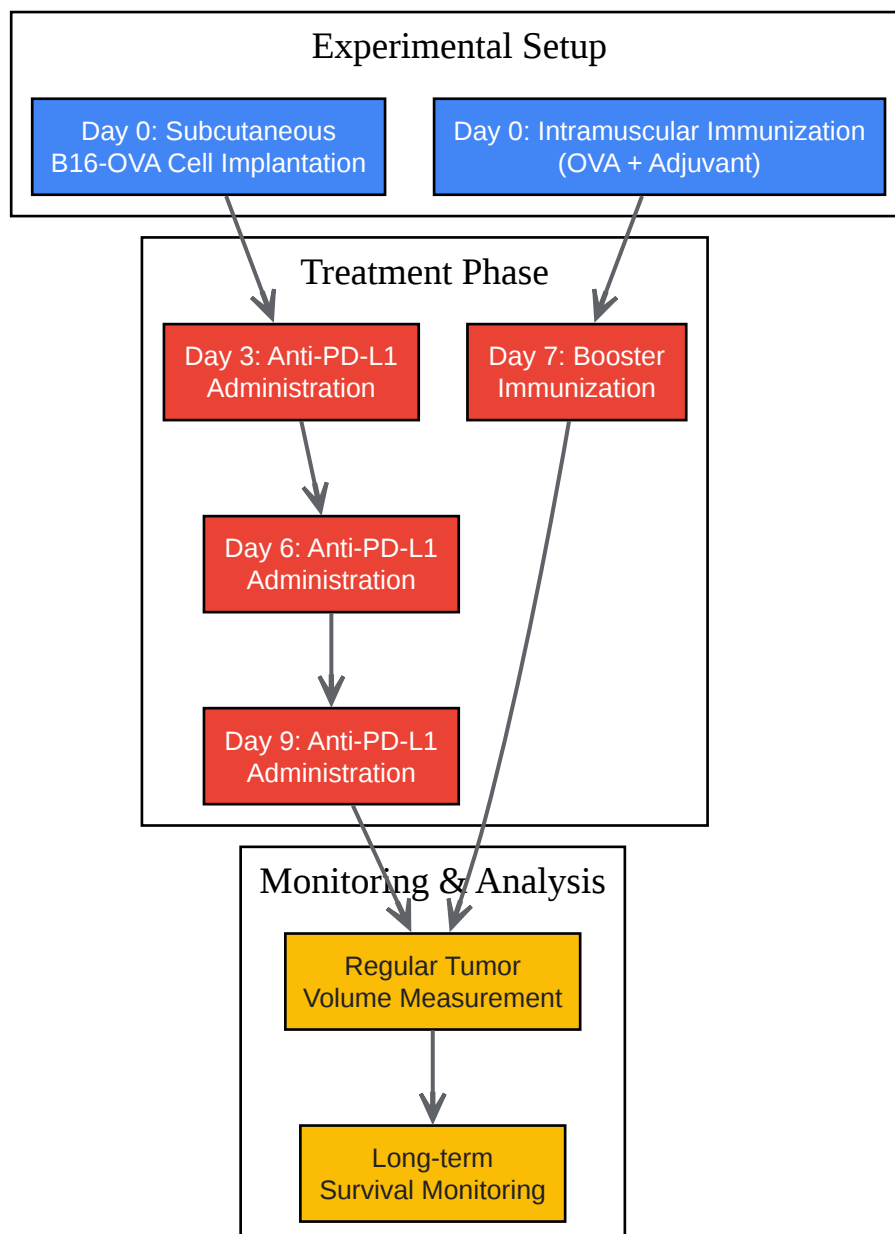 Experimental Setup
Day 0: Subcutaneous
B16-OVA Cell Implantation
Day 0: Intramuscular Immunization
(OVA + Adjuvant)
Treatment Phase
Day 3: Anti-PD-L1
Administration
Day 7: Booster
Immunization
Day 6: Anti-PD-L1
Administration
Day 9: Anti-PD-L1
Administration
Monitoring & Analysis
Regular Tumor
Volume Measurement
Long-term
Survival Monitoring